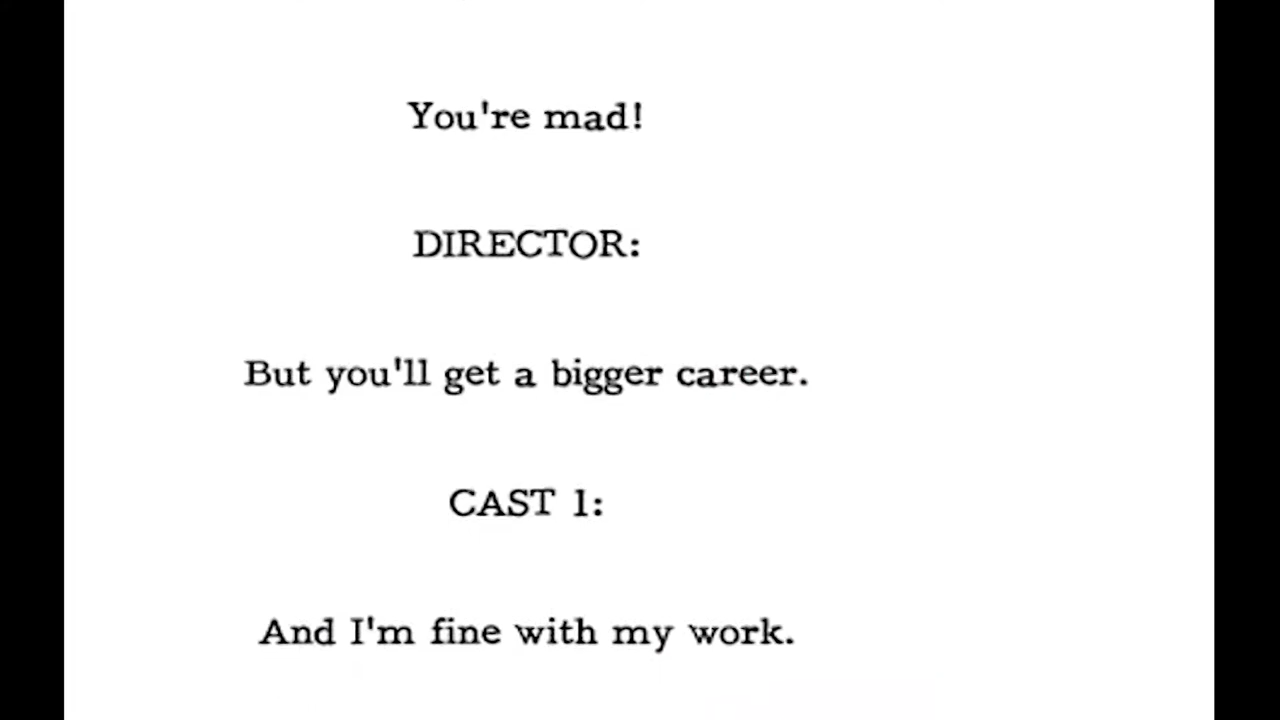 You're mad!
DIRECTOR:
But you'll get a bigger career.
CAST 1:
And I'm fine with my work.